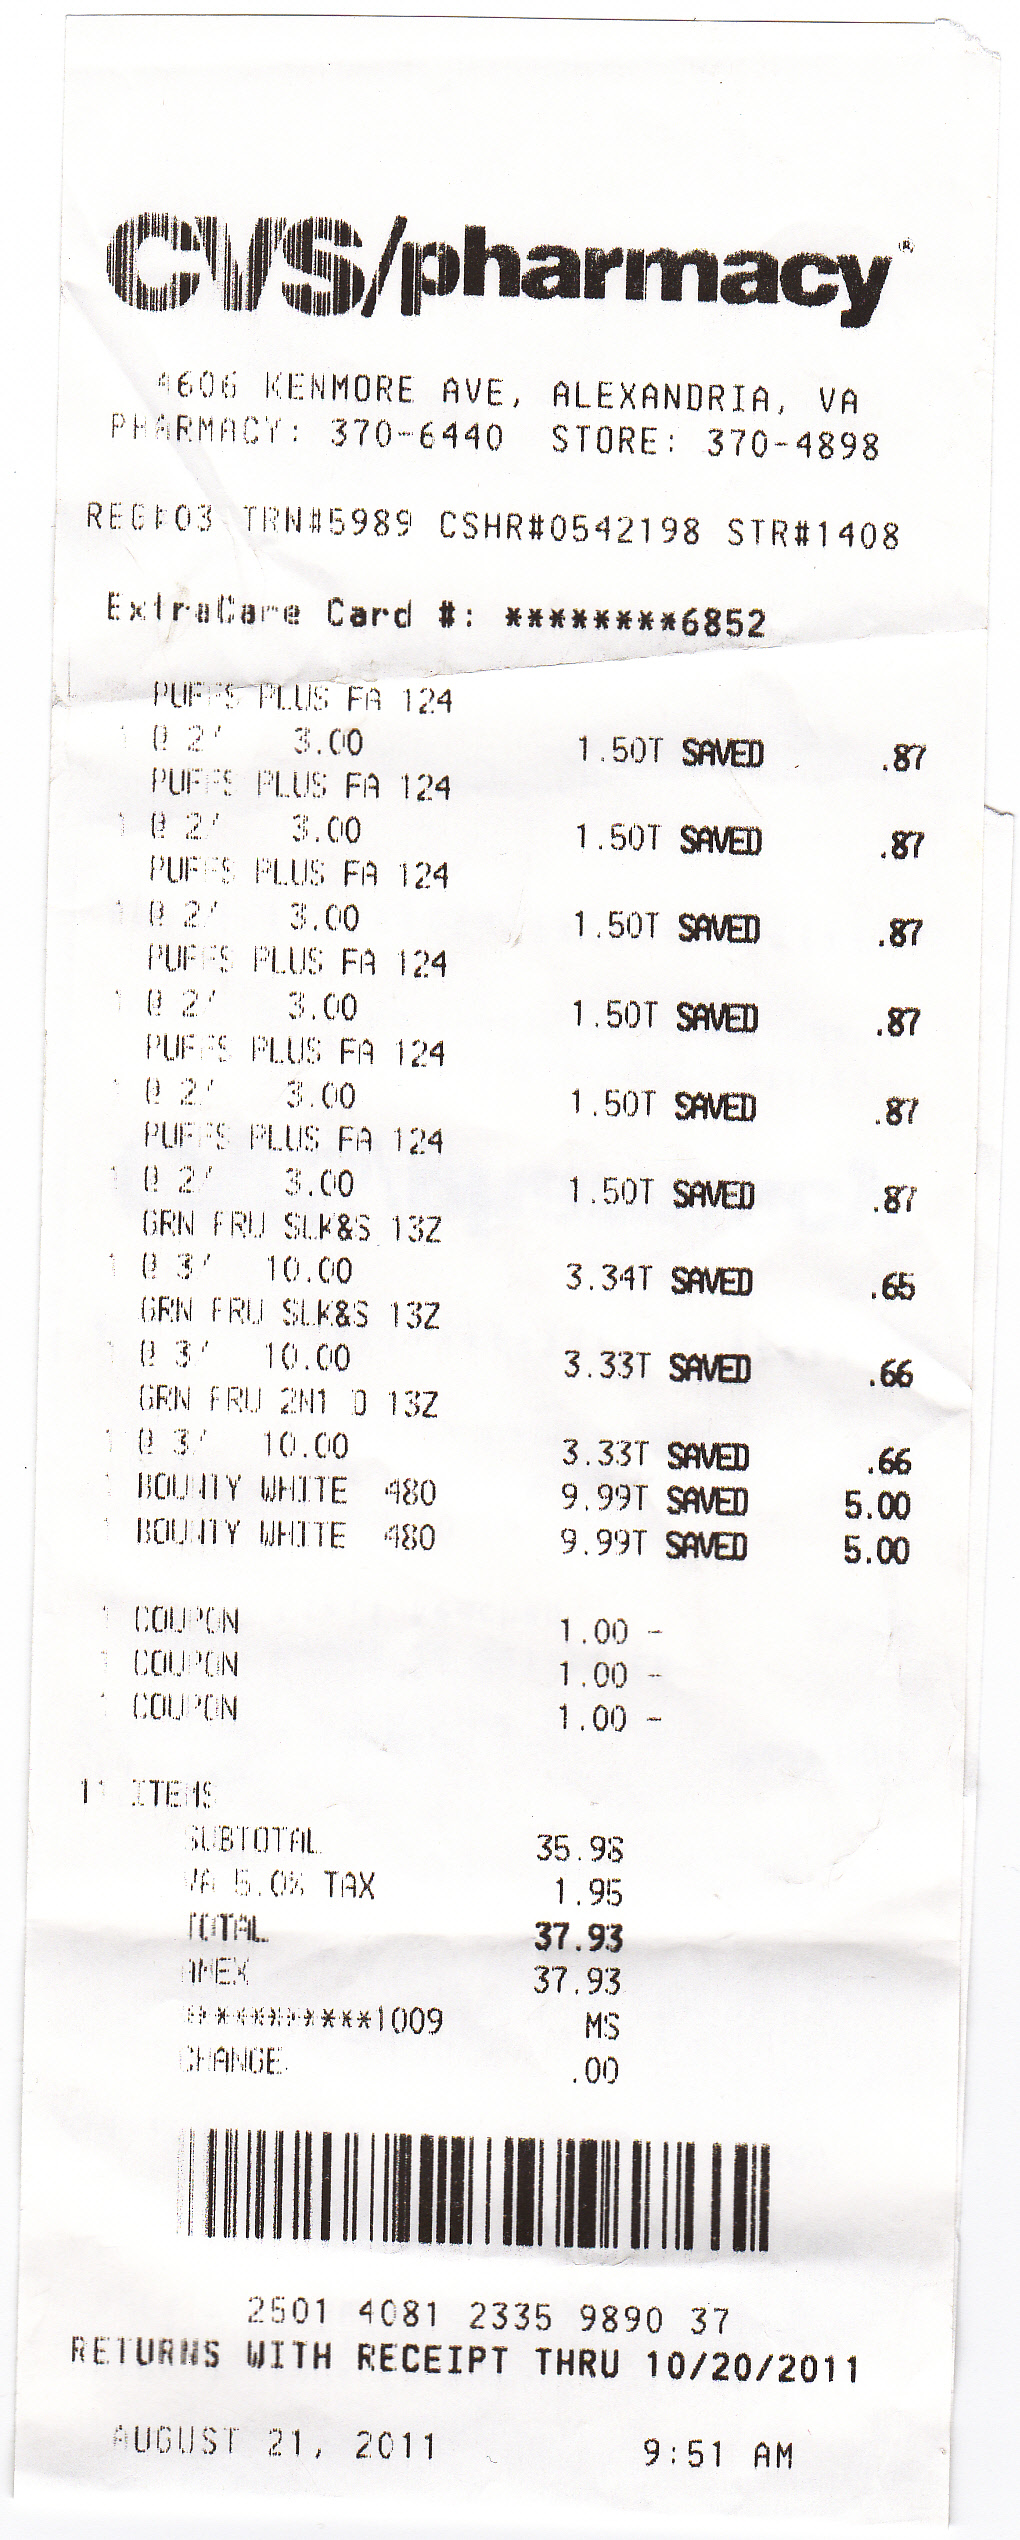 CVS/pharmacy®
4606 KENMORE AVE, ALEXANDRIA, VA
PHARMACY: 370-6440 STORE: 370-4898
REG#03 TRN#5989 CSHR#0542198 STR#1408
ExtraCare Card #: ********6852
PUFFS PLUS FA 124
1 @ 2/ 3.00 1.50T SAVED .87
PUFFS PLUS FA 124
1 @ 2/ 3.00 1.50T SAVED .87
PUFFS PLUS FA 124
1 @ 2/ 3.00 1.50T SAVED .87
PUFFS PLUS FA 124
1 @ 2/ 3.00 1.50T SAVED .87
PUFFS PLUS FA 124
1 @ 2/ 3.00 1.50T SAVED .87
PUFFS PLUS FA 124
1 @ 2/ 3.00 1.50T SAVED .87
GRN FRU SLK&S 13Z
1 @ 3/ 10.00 3.34T SAVED .65
GRN FRU SLK&S 13Z
1 @ 3/ 10.00 3.33T SAVED .66
GRN FRU 2N1 D 13Z
1 @ 3/ 10.00 3.33T SAVED .66
1 BOUNTY WHITE 480 9.99T SAVED 5.00
1 BOUNTY WHITE 480 9.99T SAVED 5.00
1 COUPON 1.00 -
1 COUPON 1.00 -
1 COUPON 1.00 -
11 ITEMS
SUBTOTAL 35.98
VA 5.0% TAX 1.95
TOTAL 37.93
AMEX 37.93
***********1009 MS
CHANGE .00
2501 4081 2335 9890 37
RETURNS WITH RECEIPT THRU 10/20/2011
AUGUST 21, 2011 9:51 AM